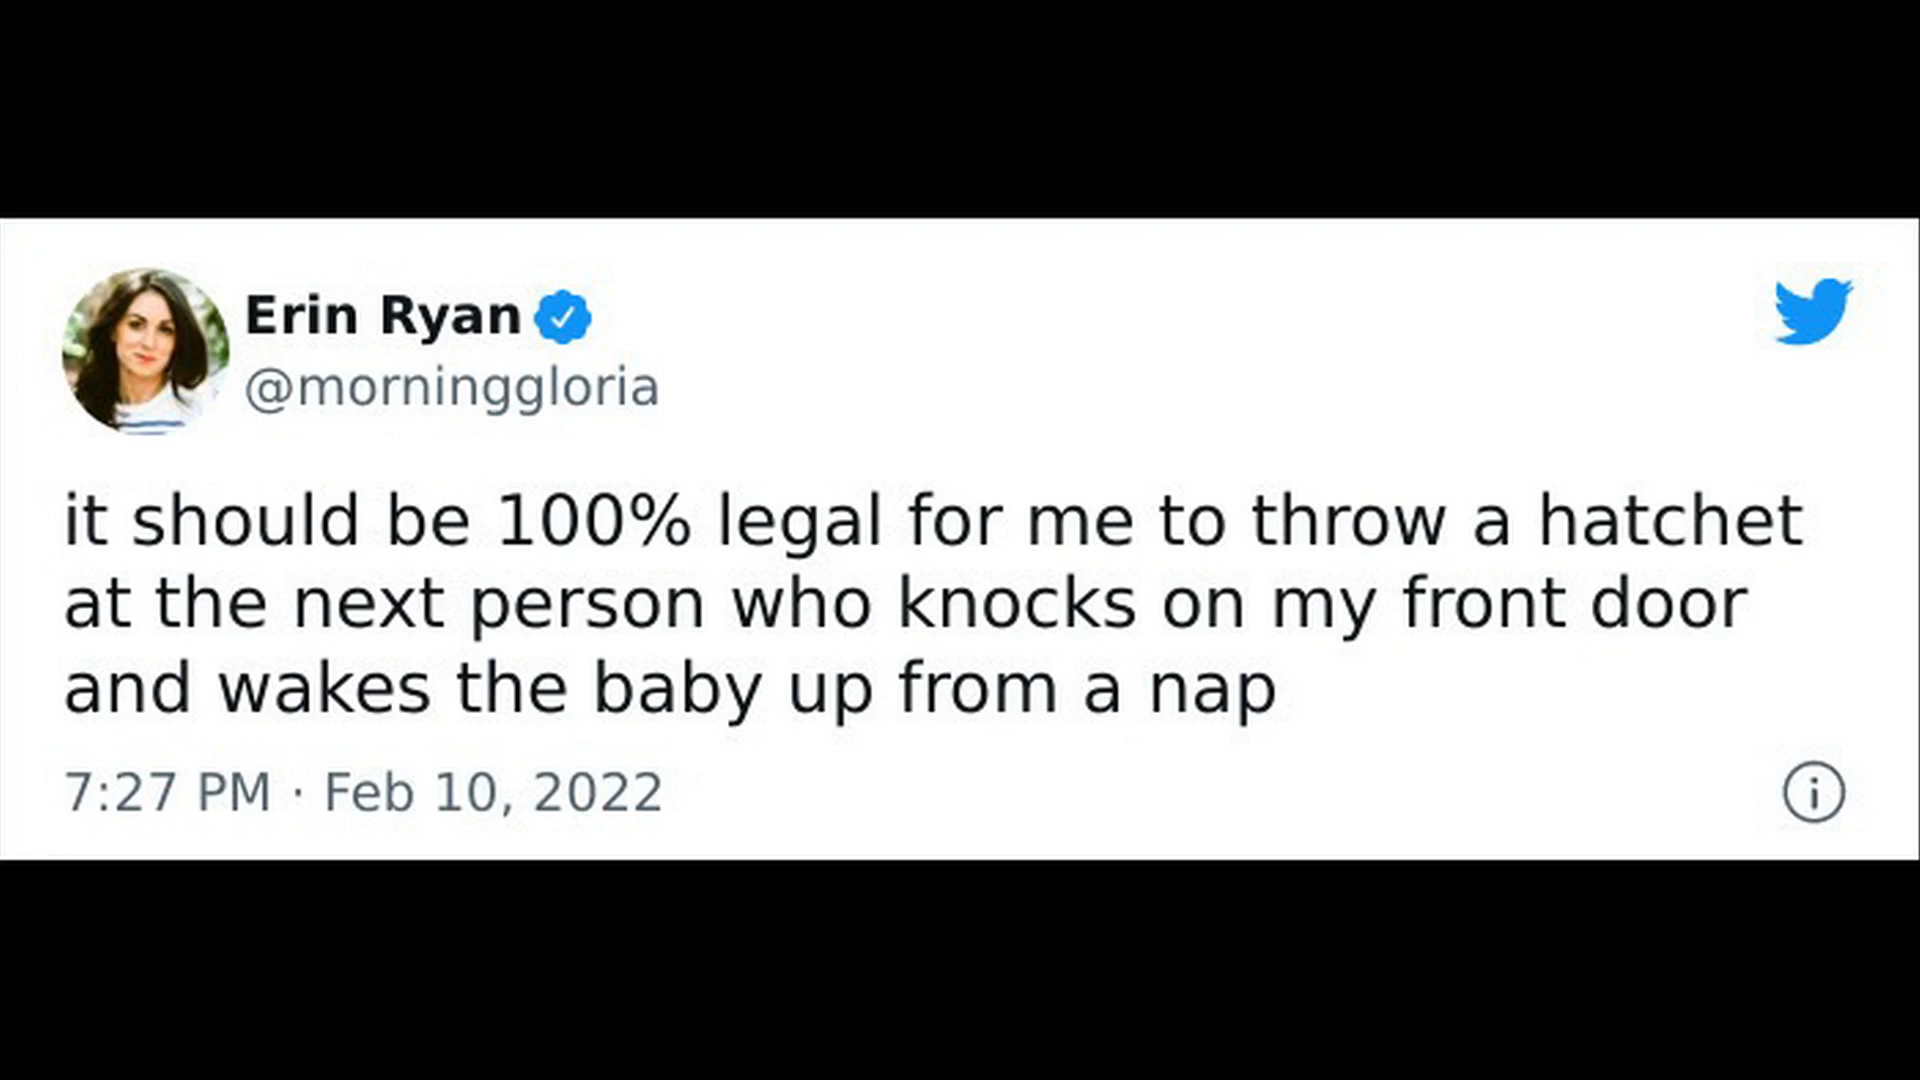 Erin Ryan
@morninggloria
it should be 100% legal for me to throw a hatchet
at the next person who knocks on my front door
and wakes the baby up from a nap
7:27 PM · Feb 10, 2022